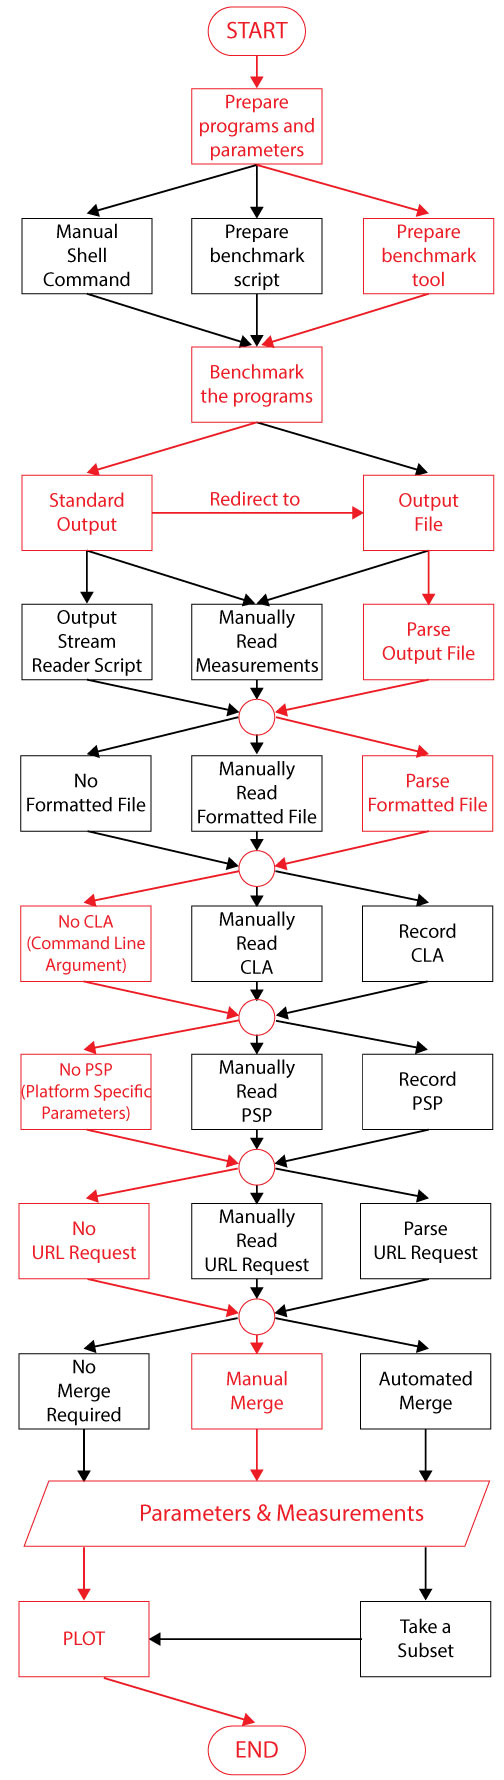 START
Prepare
programs and
parameters
Manual
Shell
Command
Prepare
benchmark
script
Prepare
benchmark
tool
Benchmark
the programs
Standard
Output
Redirect to
Output
File
Output
Stream
Reader Script
Manually
Read
Measurements
Parse
Output File
No
Formatted File
Manually
Read
Formatted File
Parse
Formatted File
No CLA
(Command Line
Argument)
Manually
Read
CLA
Record
CLA
No PSP
(Platform Specific
Parameters)
Manually
Read
PSP
Record
PSP
No
URL Request
Manually
Read
URL Request
Parse
URL Request
No
Merge
Required
Manual
Merge
Automated
Merge
Parameters & Measurements
PLOT
Take a
Subset
END